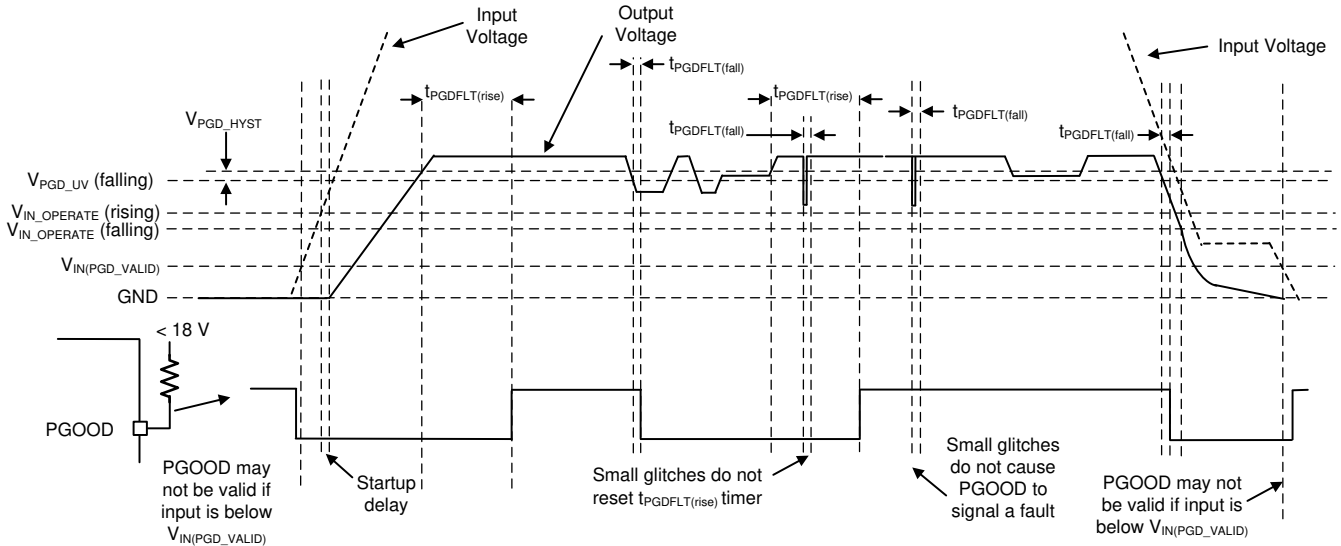 Input
Voltage
Output
Voltage
Input Voltage
tPGDFLT(fall)
tPGDFLT(rise)
tPGDFLT(rise)
tPGDFLT(fall)
tPGDFLT(fall)
tPGDFLT(fall)
VPGD_HYST
VPGD_UV (falling)
VIN_OPERATE (rising)
VIN_OPERATE (falling)
VIN(PGD_VALID)
GND
< 18 V
PGOOD
PGOOD may
not be valid if
input is below
VIN(PGD_VALID)
Startup
delay
Small glitches do not
reset tPGDFLT(rise) timer
Small glitches
do not cause
PGOOD to
signal a fault
PGOOD may not
be valid if input is
below VIN(PGD_VALID)